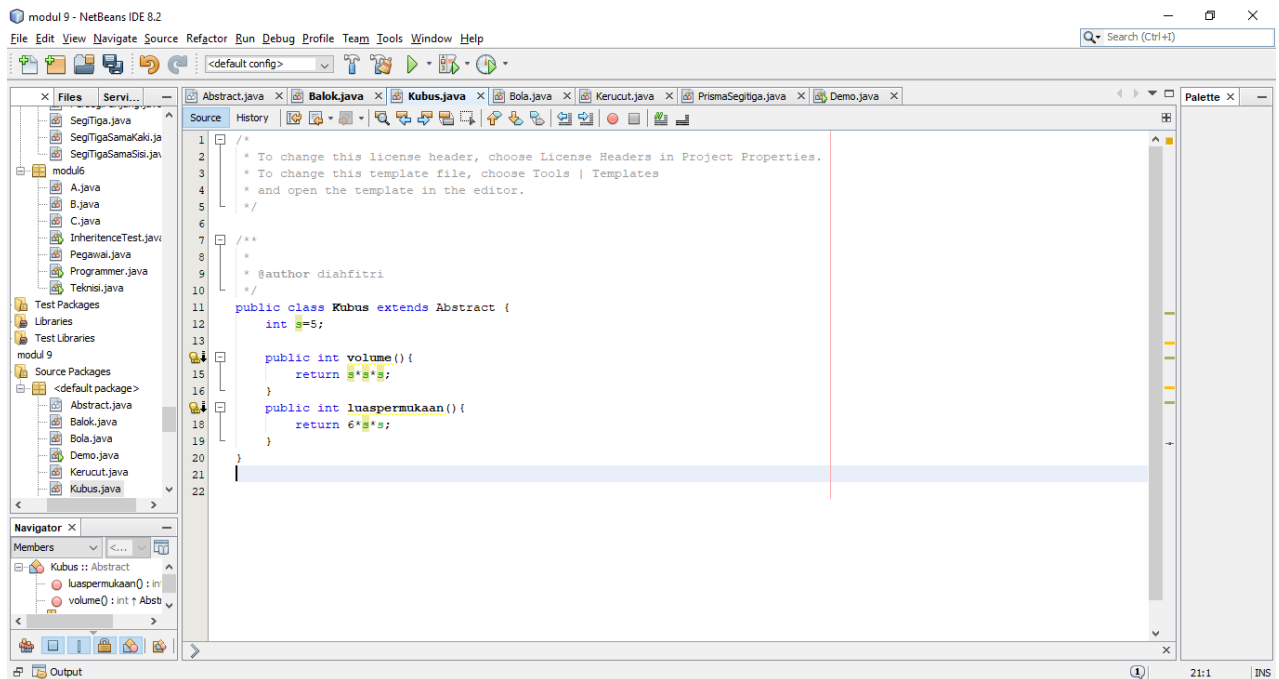 modul 9 - NetBeans IDE 8.2
File Edit View Navigate Source Refactor Run Debug Profile Team Tools Window Help
Search (Ctrl+I)
<default config>
Files Servi...
Abstract.java Balok.java Kubus.java Bola.java Kerucut.java PrismaSegitiga.java Demo.java
Palette
SegiTiga.java
SegiTigaSamaKaki.ja
SegiTigaSamaSisi.jav
modul6
A.java
B.java
C.java
InheritenceTest.java
Pegawai.java
Programmer.java
Teknisi.java
Test Packages
Libraries
Test Libraries
modul 9
Source Packages
<default package>
Abstract.java
Balok.java
Bola.java
Demo.java
Kerucut.java
Kubus.java
Navigator
Members
<...
Kubus :: Abstract
luaspermukaan() : in
volume() : int ↑ Abstr
Output
Source History
1 /*
2 * To change this license header, choose License Headers in Project Properties.
3 * To change this template file, choose Tools | Templates
4 * and open the template in the editor.
5 */
6
7 /**
8 *
9 * @author diahfitri
10 */
11 public class Kubus extends Abstract {
12 int s=5;
13
public int volume(){
15 return s*s*s;
16 }
public int luaspermukaan(){
18 return 6*s*s;
19 }
20 }
21
22
1
21:1
INS